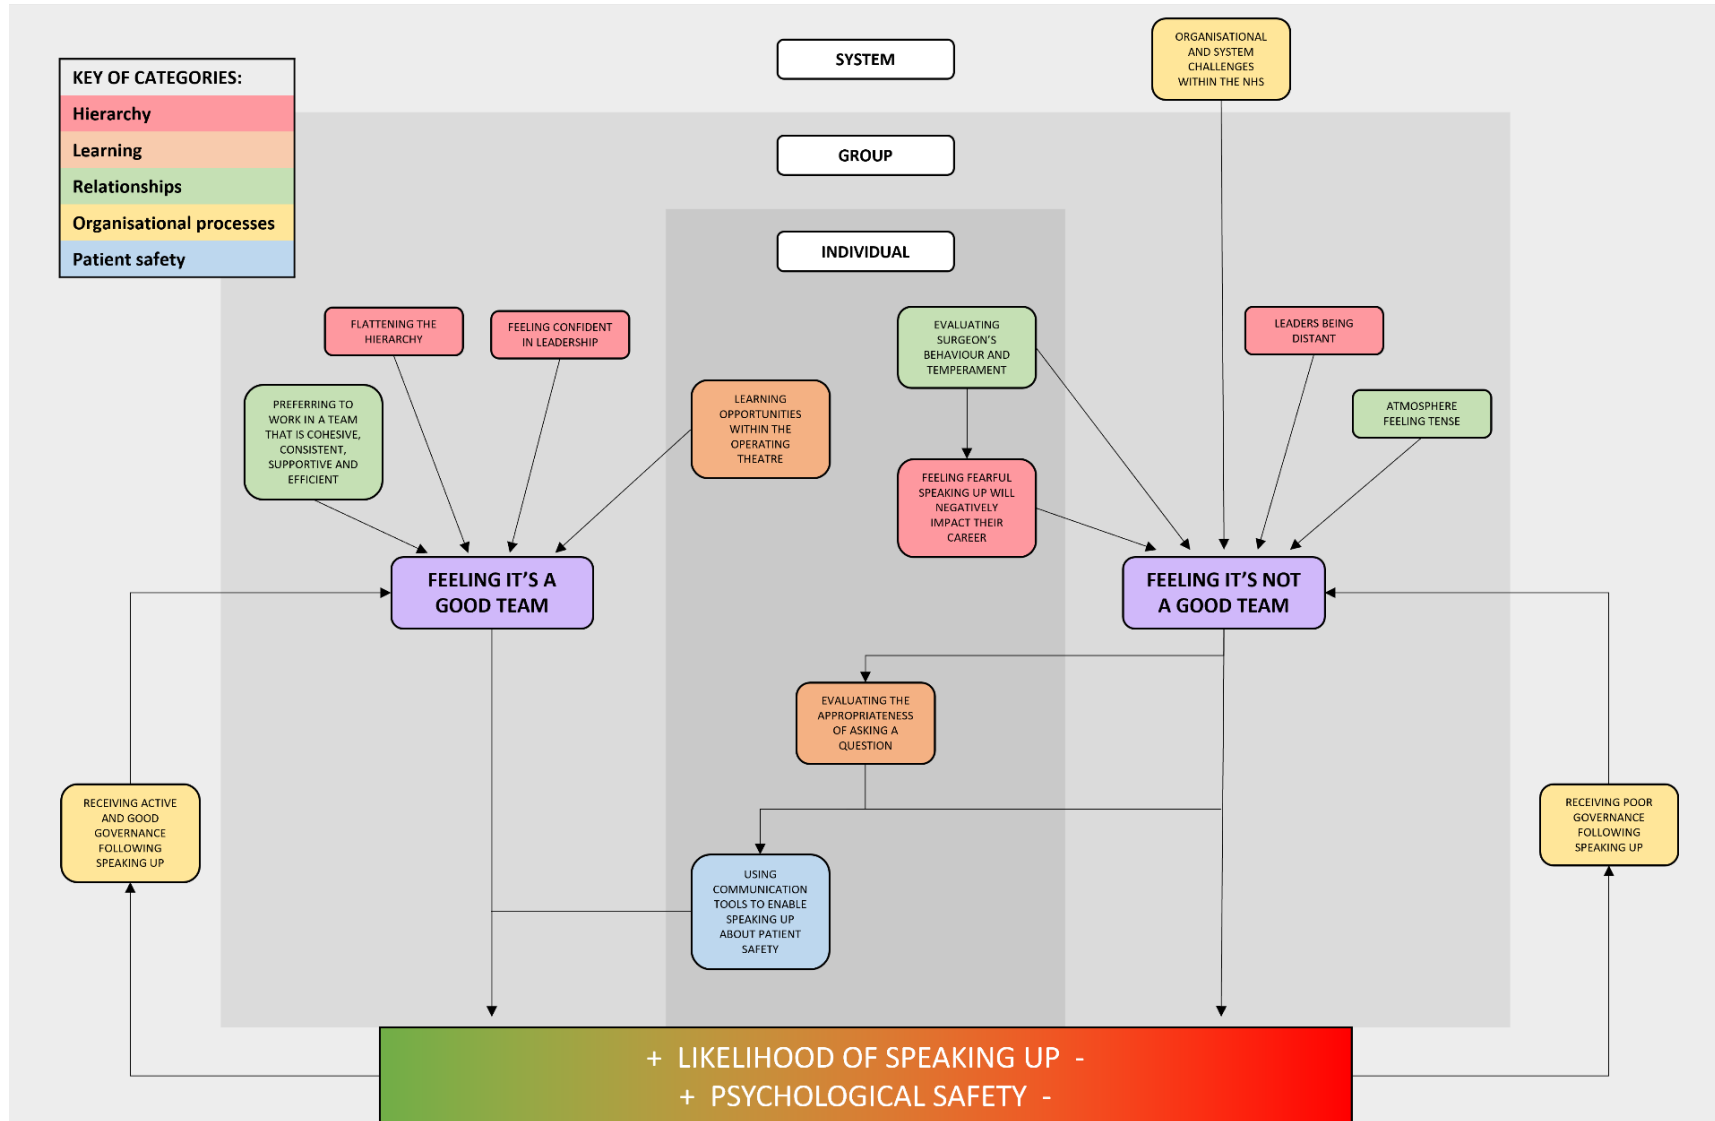 KEY OF CATEGORIES:
Hierarchy
Learning
Relationships
Organisational processes
Patient safety
SYSTEM
GROUP
INDIVIDUAL
ORGANISATIONAL
AND SYSTEM
CHALLENGES
WITHIN THE NHS
FLATTENING THE
HIERARCHY
FEELING CONFIDENT
IN LEADERSHIP
PREFERRING TO
WORK IN A TEAM
THAT IS COHESIVE,
CONSISTENT,
SUPPORTIVE AND
EFFICIENT
LEARNING
OPPORTUNITIES
WITHIN THE
OPERATING
THEATRE
EVALUATING
SURGEON'S
BEHAVIOUR AND
TEMPERAMENT
FEELING FEARFUL
SPEAKING UP WILL
NEGATIVELY
IMPACT THEIR
CAREER
LEADERS BEING
DISTANT
ATMOSPHERE
FEELING TENSE
FEELING IT'S A
GOOD TEAM
FEELING IT'S NOT
A GOOD TEAM
EVALUATING THE
APPROPRIATENESS
OF ASKING A
QUESTION
RECEIVING ACTIVE
AND GOOD
GOVERNANCE
FOLLOWING
SPEAKING UP
USING
COMMUNICATION
TOOLS TO ENABLE
SPEAKING UP
ABOUT PATIENT
SAFETY
RECEIVING POOR
GOVERNANCE
FOLLOWING
SPEAKING UP
+ LIKELIHOOD OF SPEAKING UP -
+ PSYCHOLOGICAL SAFETY -